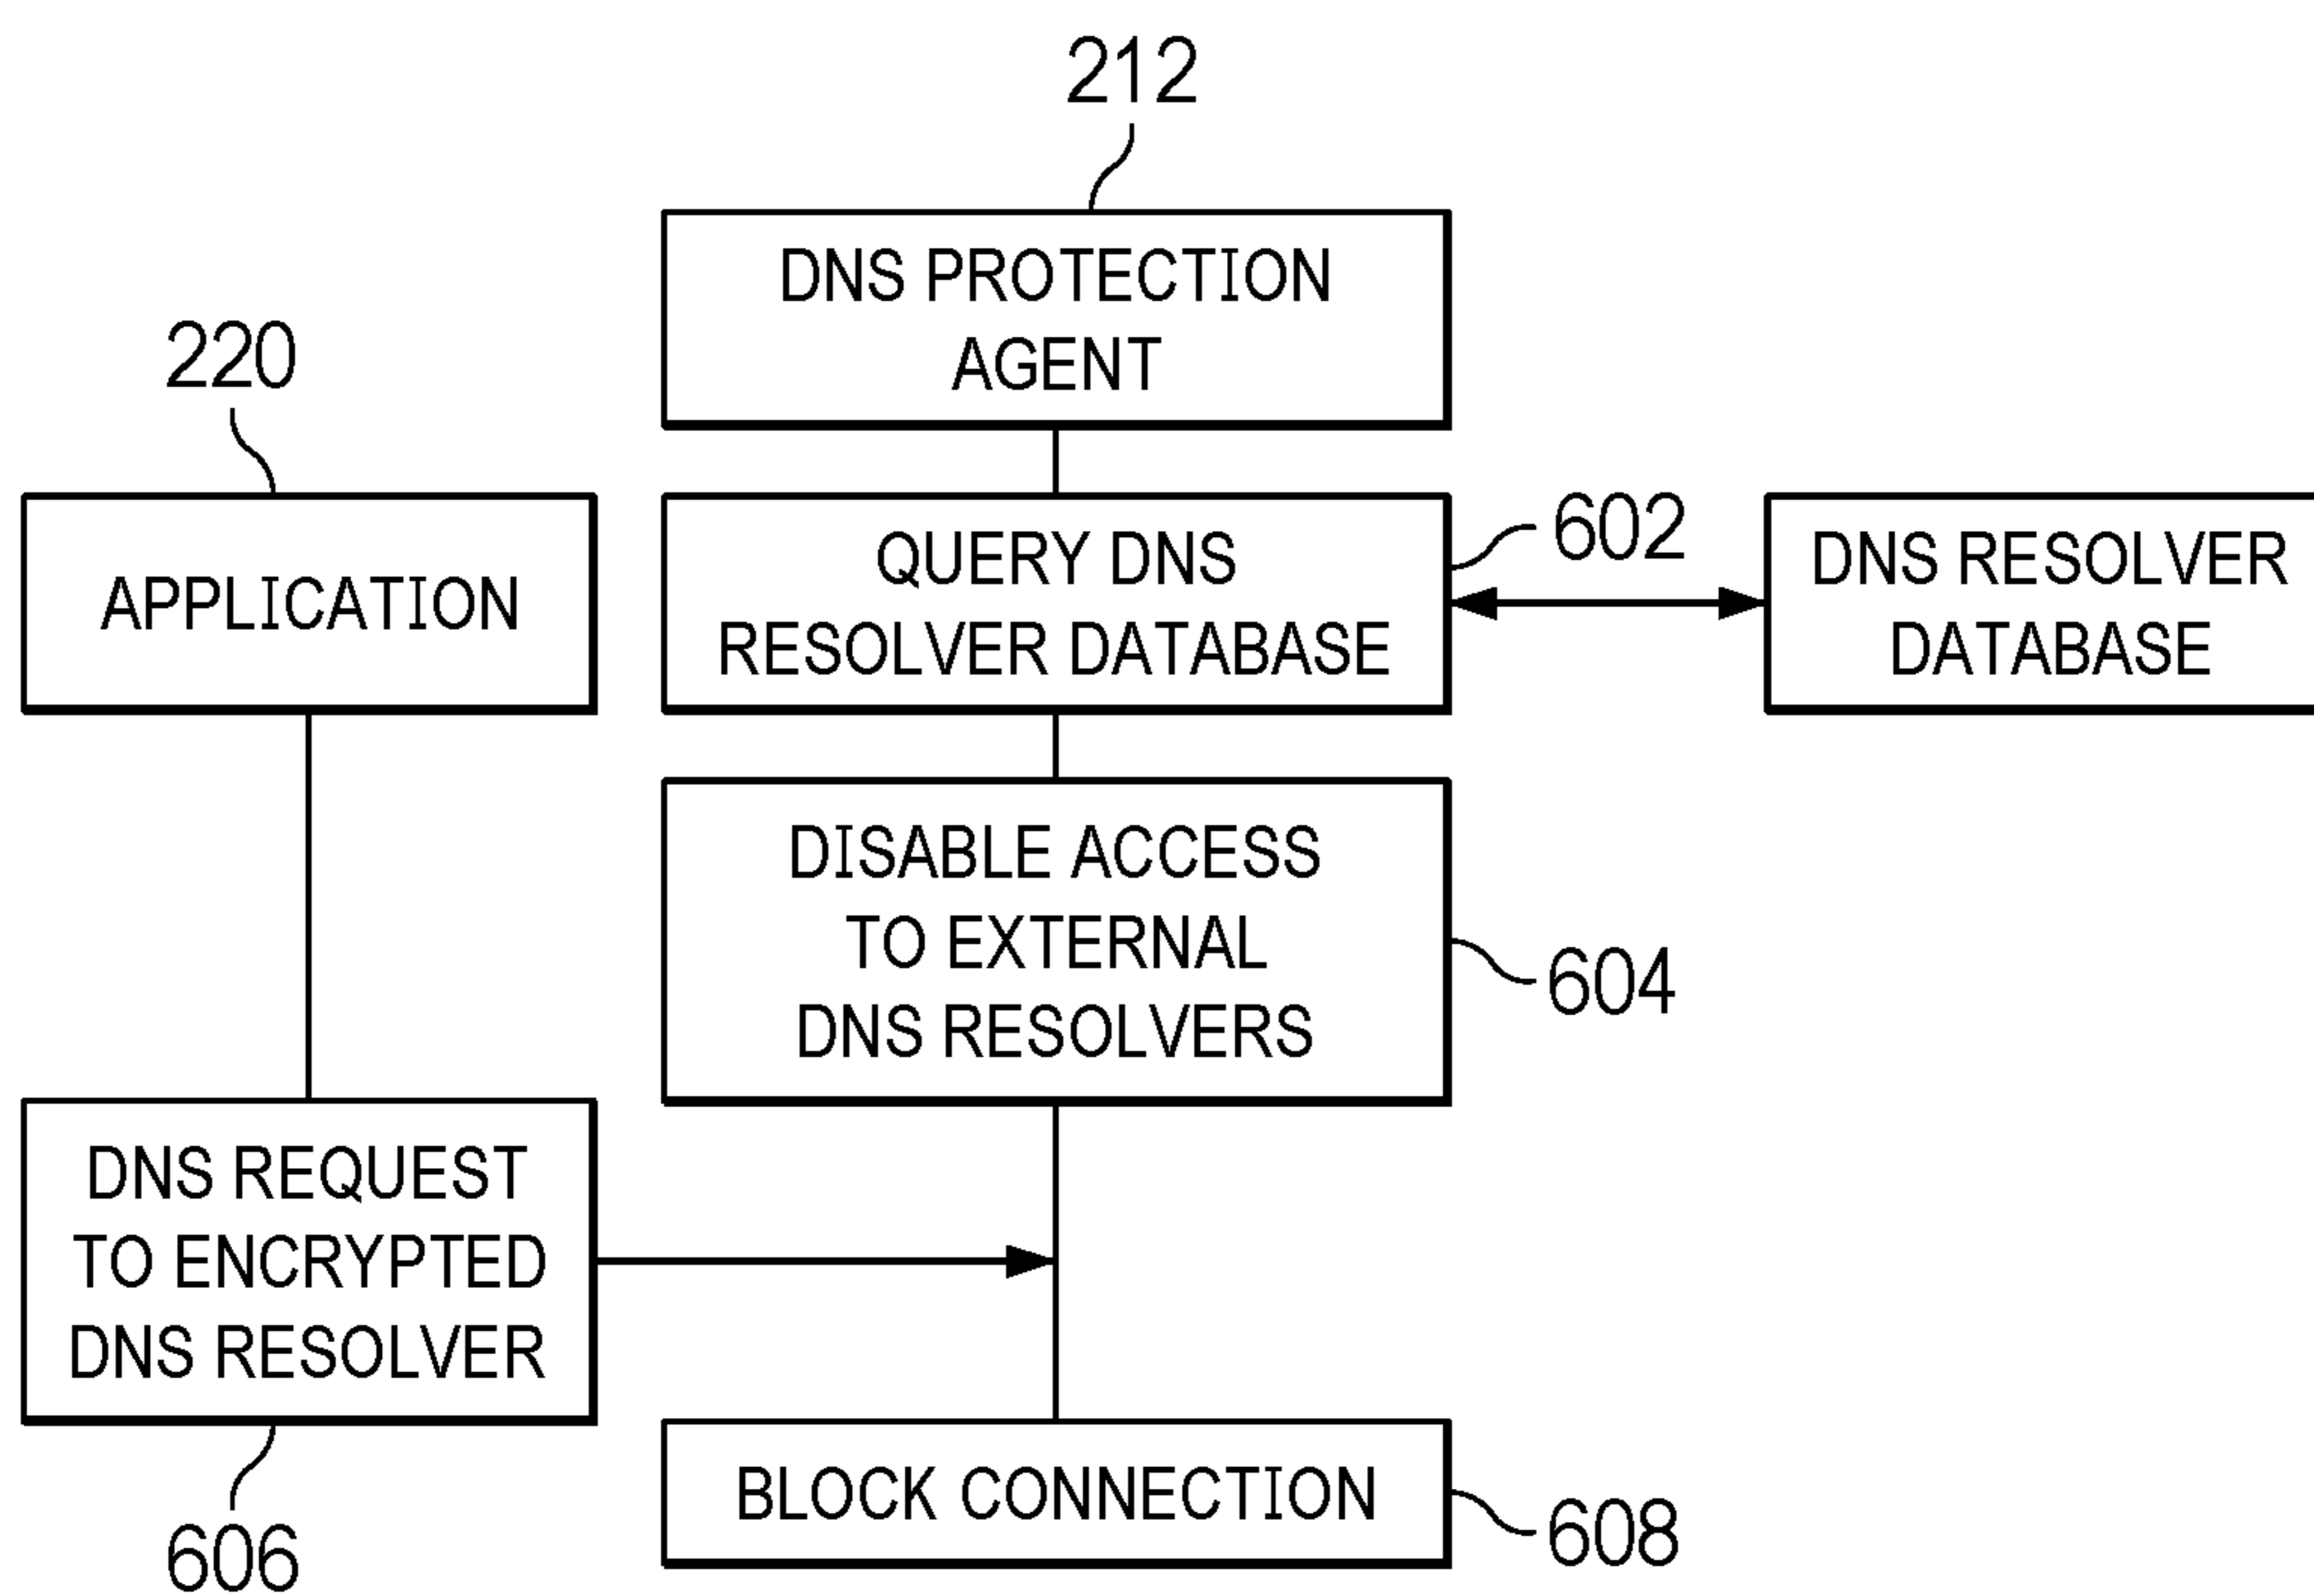 212
DNS PROTECTION
AGENT
220
APPLICATION
QUERY DNS
RESOLVER DATABASE
602
DNS RESOLVER
DATABASE
DISABLE ACCESS
TO EXTERNAL
DNS RESOLVERS
604
DNS REQUEST
TO ENCRYPTED
DNS RESOLVER
606
BLOCK CONNECTION
608